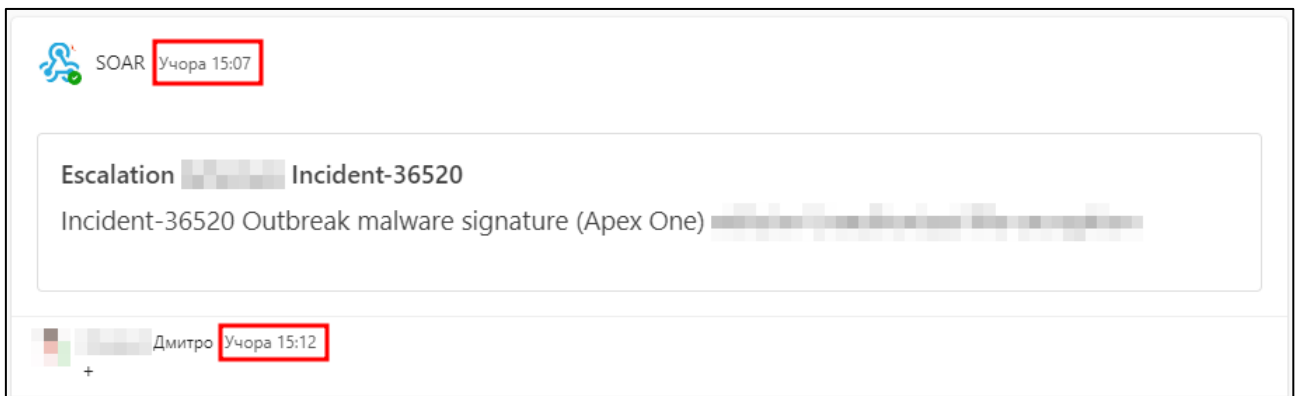 SOAR Учора 15:07
Escalation Incident-36520
Incident-36520 Outbreak malware signature (Apex One)
Дмитро Учора 15:12
+